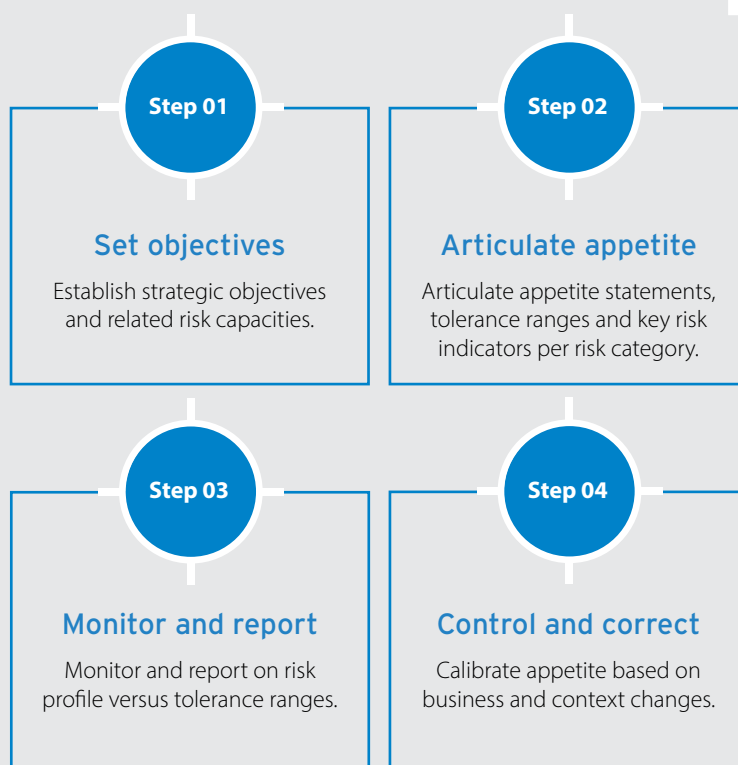 Step 01
Set objectives
Establish strategic objectives
and related risk capacities.
Step 02
Articulate appetite
Articulate appetite statements,
tolerance ranges and key risk
indicators per risk category.
Step 03
Monitor and report
Monitor and report on risk
profile versus tolerance ranges.
Step 04
Control and correct
Calibrate appetite based on
business and context changes.